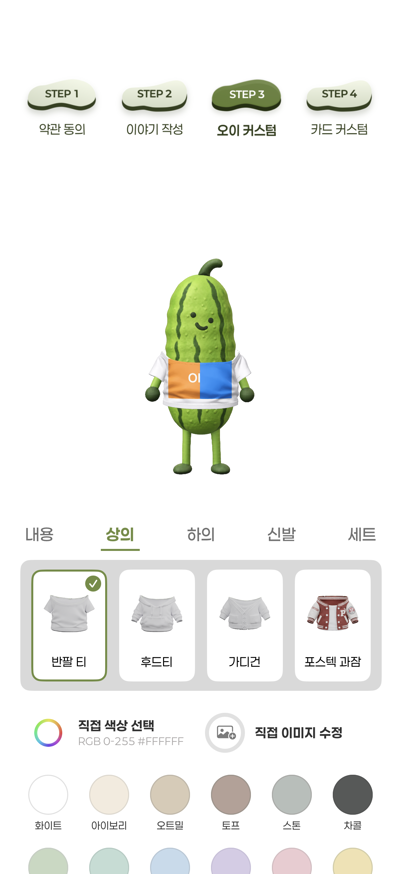 STEP 1
STEP 2
STEP 3
STEP 4
약관 동의
이야기 작성
오이 커스텀
카드 커스텀
내용
상의
하의
신발
세트
반팔 티
후드티
가디건
포스텍 과잠
직접 색상 선택
RGB 0-255 #FFFFFF
직접 이미지 수정
화이트
아이보리
오트밀
토프
스톤
차콜